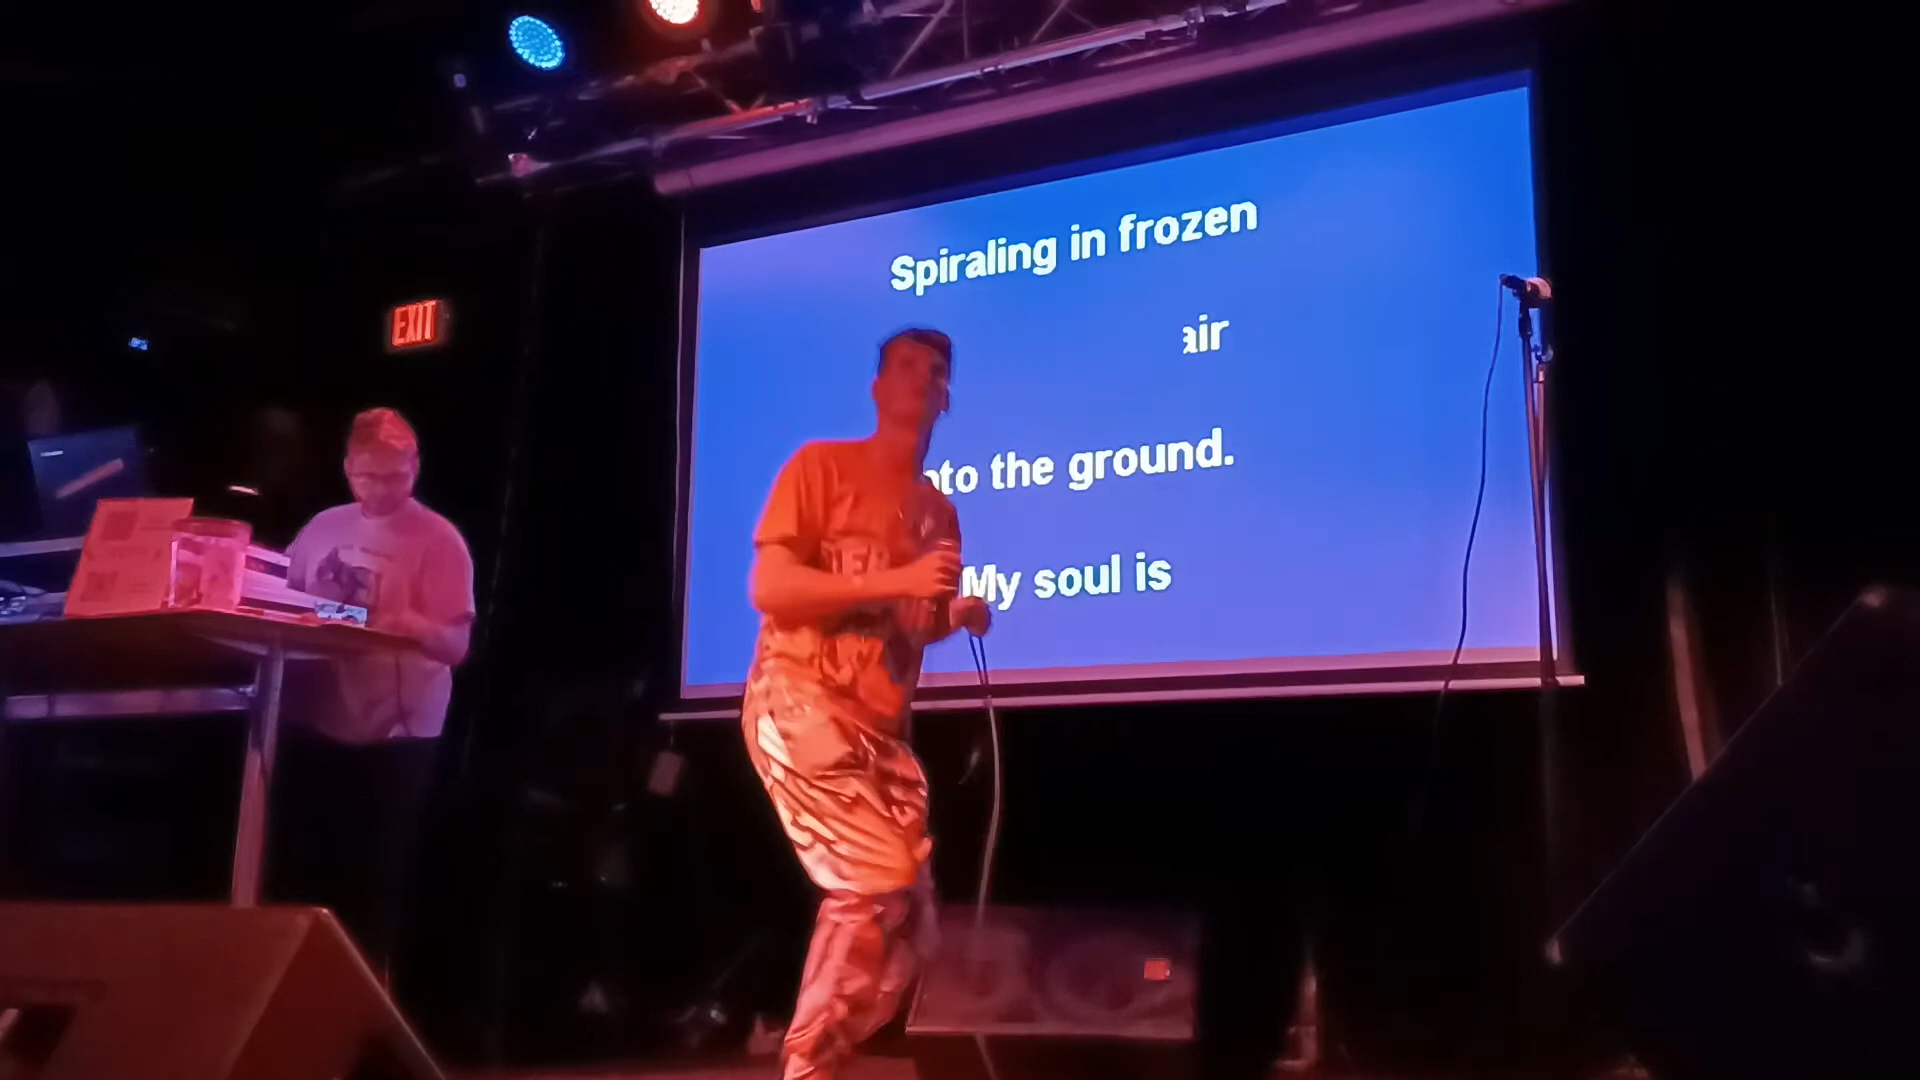 EXIT
Spiraling in frozen
air
to the ground.
My soul is